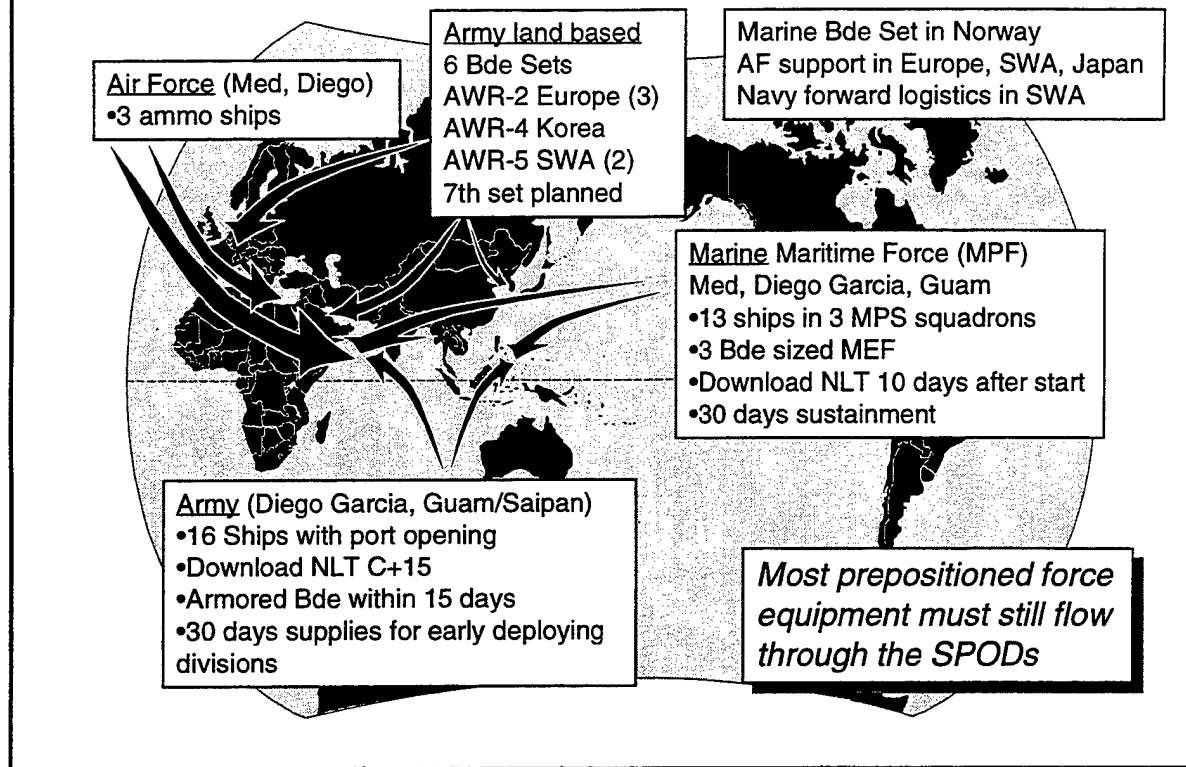 Air Force (Med, Diego)
•3 ammo ships
Army land based
6 Bde Sets
AWR-2 Europe (3)
AWR-4 Korea
AWR-5 SWA (2)
7th set planned
Marine Bde Set in Norway
AF support in Europe, SWA, Japan
Navy forward logistics in SWA
Marine Maritime Force (MPF)
Med, Diego Garcia, Guam
•13 ships in 3 MPS squadrons
•3 Bde sized MEF
•Download NLT 10 days after start
•30 days sustainment
Army (Diego Garcia, Guam/Saipan)
•16 Ships with port opening
•Download NLT C+15
•Armored Bde within 15 days
•30 days supplies for early deploying
divisions
Most prepositioned force
equipment must still flow
through the SPODs